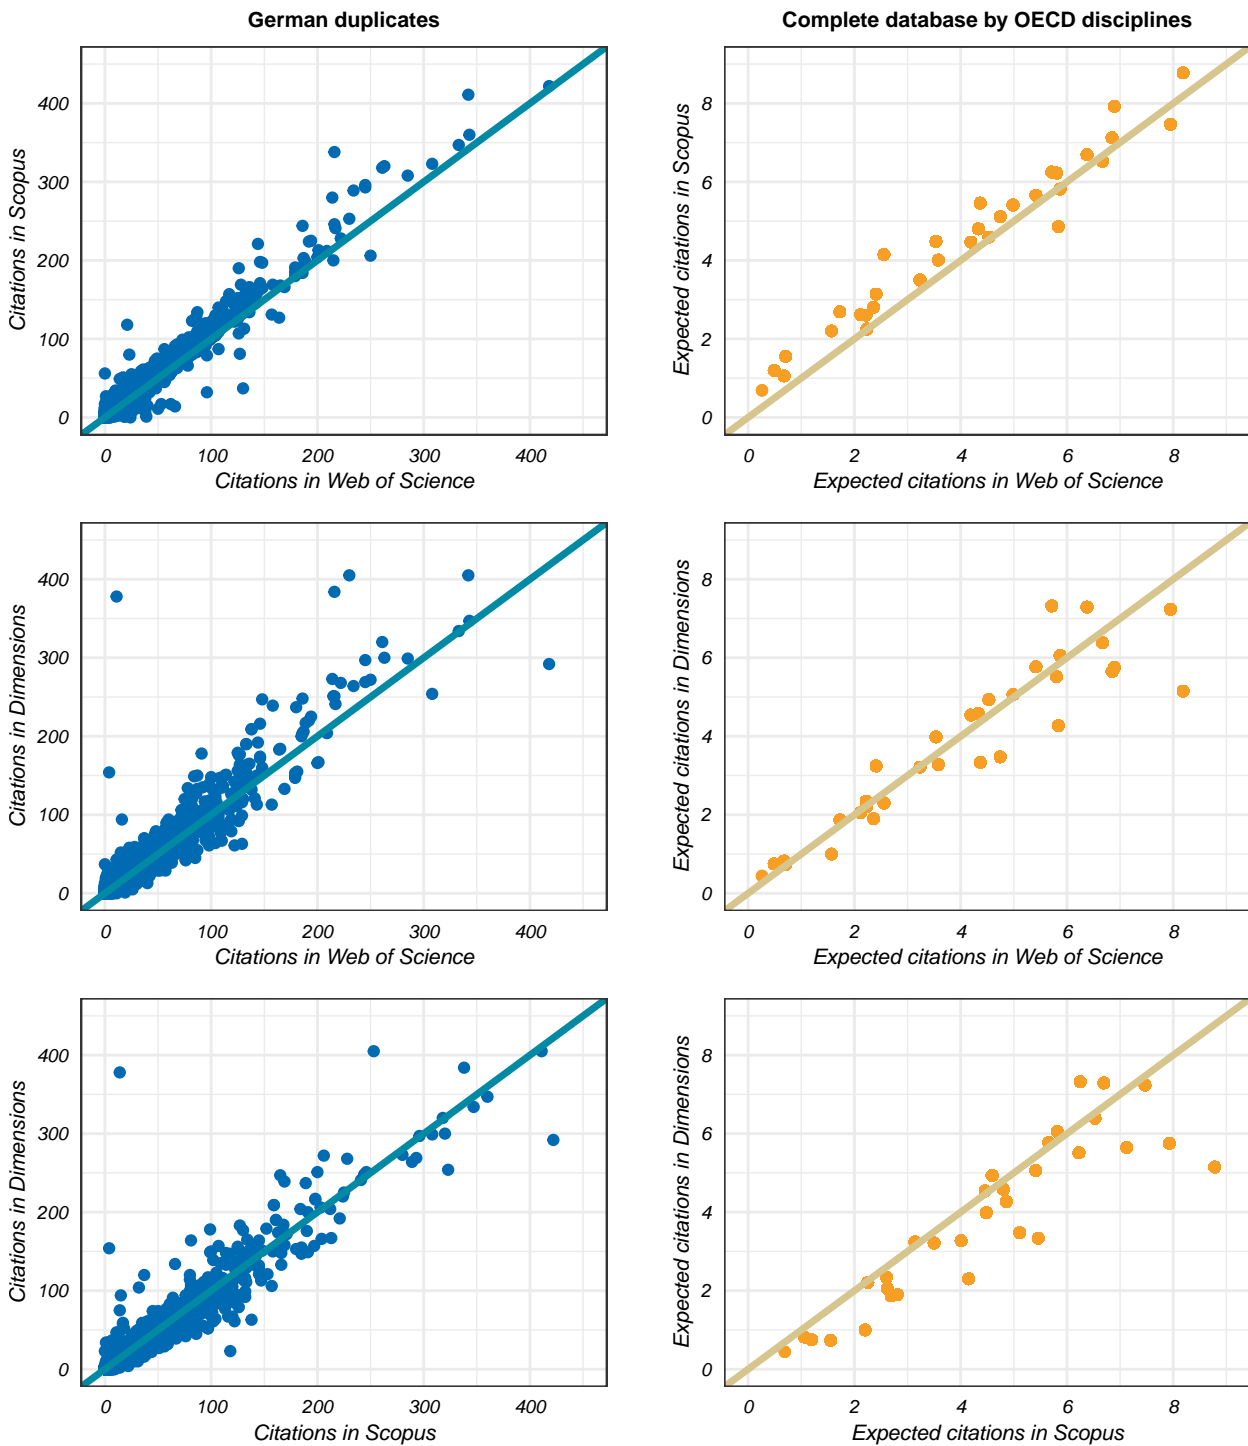 German duplicates
Complete database by OECD disciplines
Citations in Scopus
400
300
200
100
0
0 100 200 300 400
Citations in Web of Science
Expected citations in Scopus
8
6
4
2
0
0 2 4 6 8
Expected citations in Web of Science
Citations in Dimensions
400
300
200
100
0
0 100 200 300 400
Citations in Web of Science
Expected citations in Dimensions
8
6
4
2
0
0 2 4 6 8
Expected citations in Web of Science
Citations in Dimensions
400
300
200
100
0
0 100 200 300 400
Citations in Scopus
Expected citations in Dimensions
8
6
4
2
0
0 2 4 6 8
Expected citations in Scopus